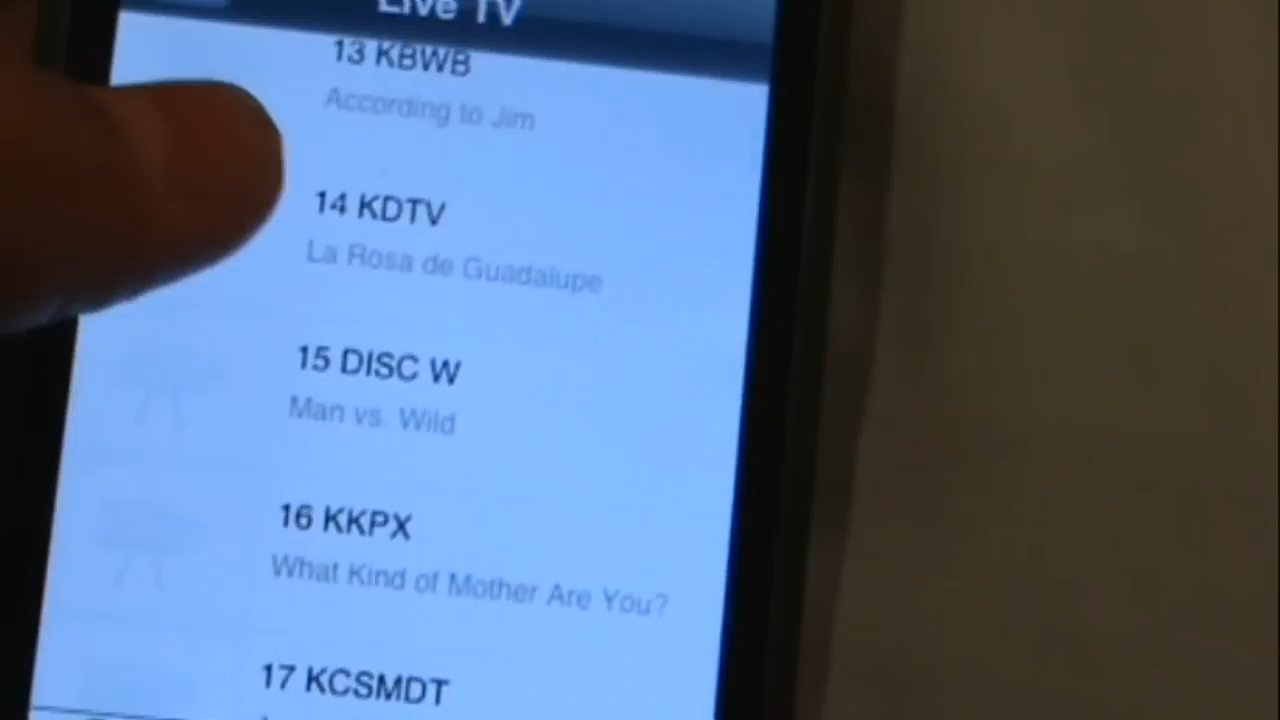 Live TV
13 KBWB
According to Jim
14 KDTV
La Rosa de Guadalupe
15 DISC W
Man vs. Wild
16 KKPX
What Kind of Mother Are You?
17 KCSMDT